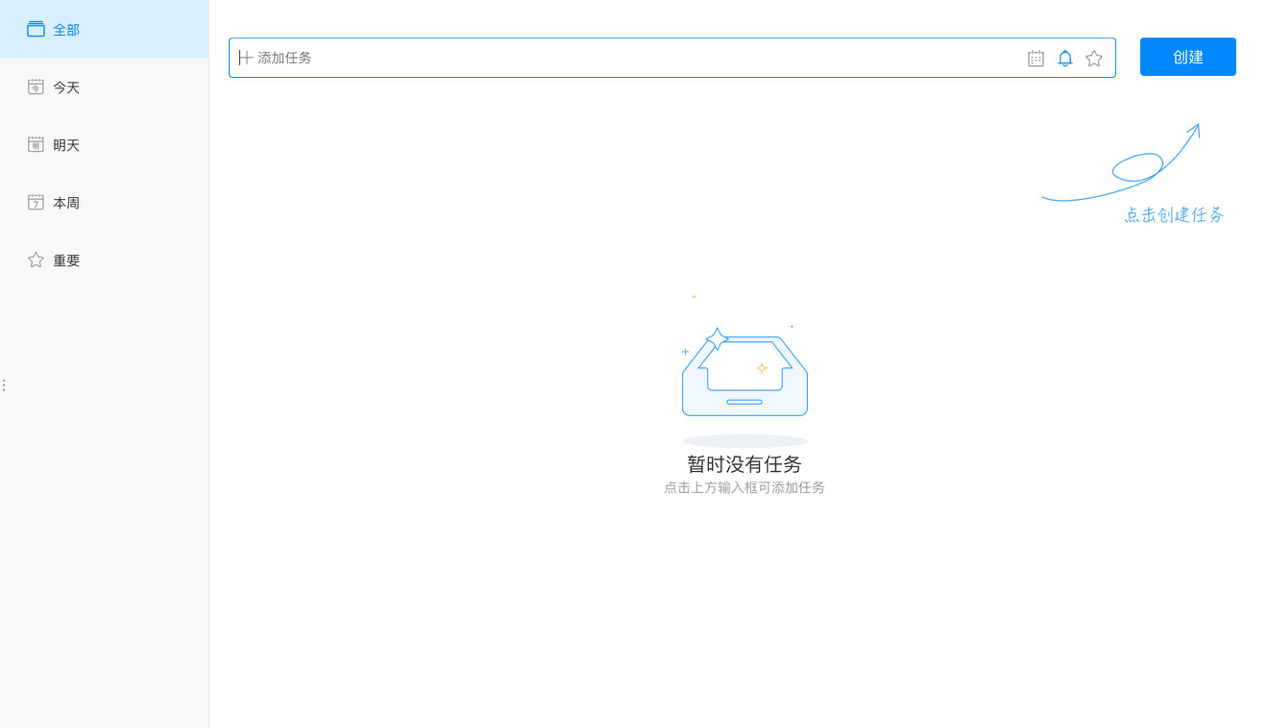 全部
今天
明天
本周
重要
添加任务
创建
点击创建任务
暂时没有任务
点击上方输入框可添加任务